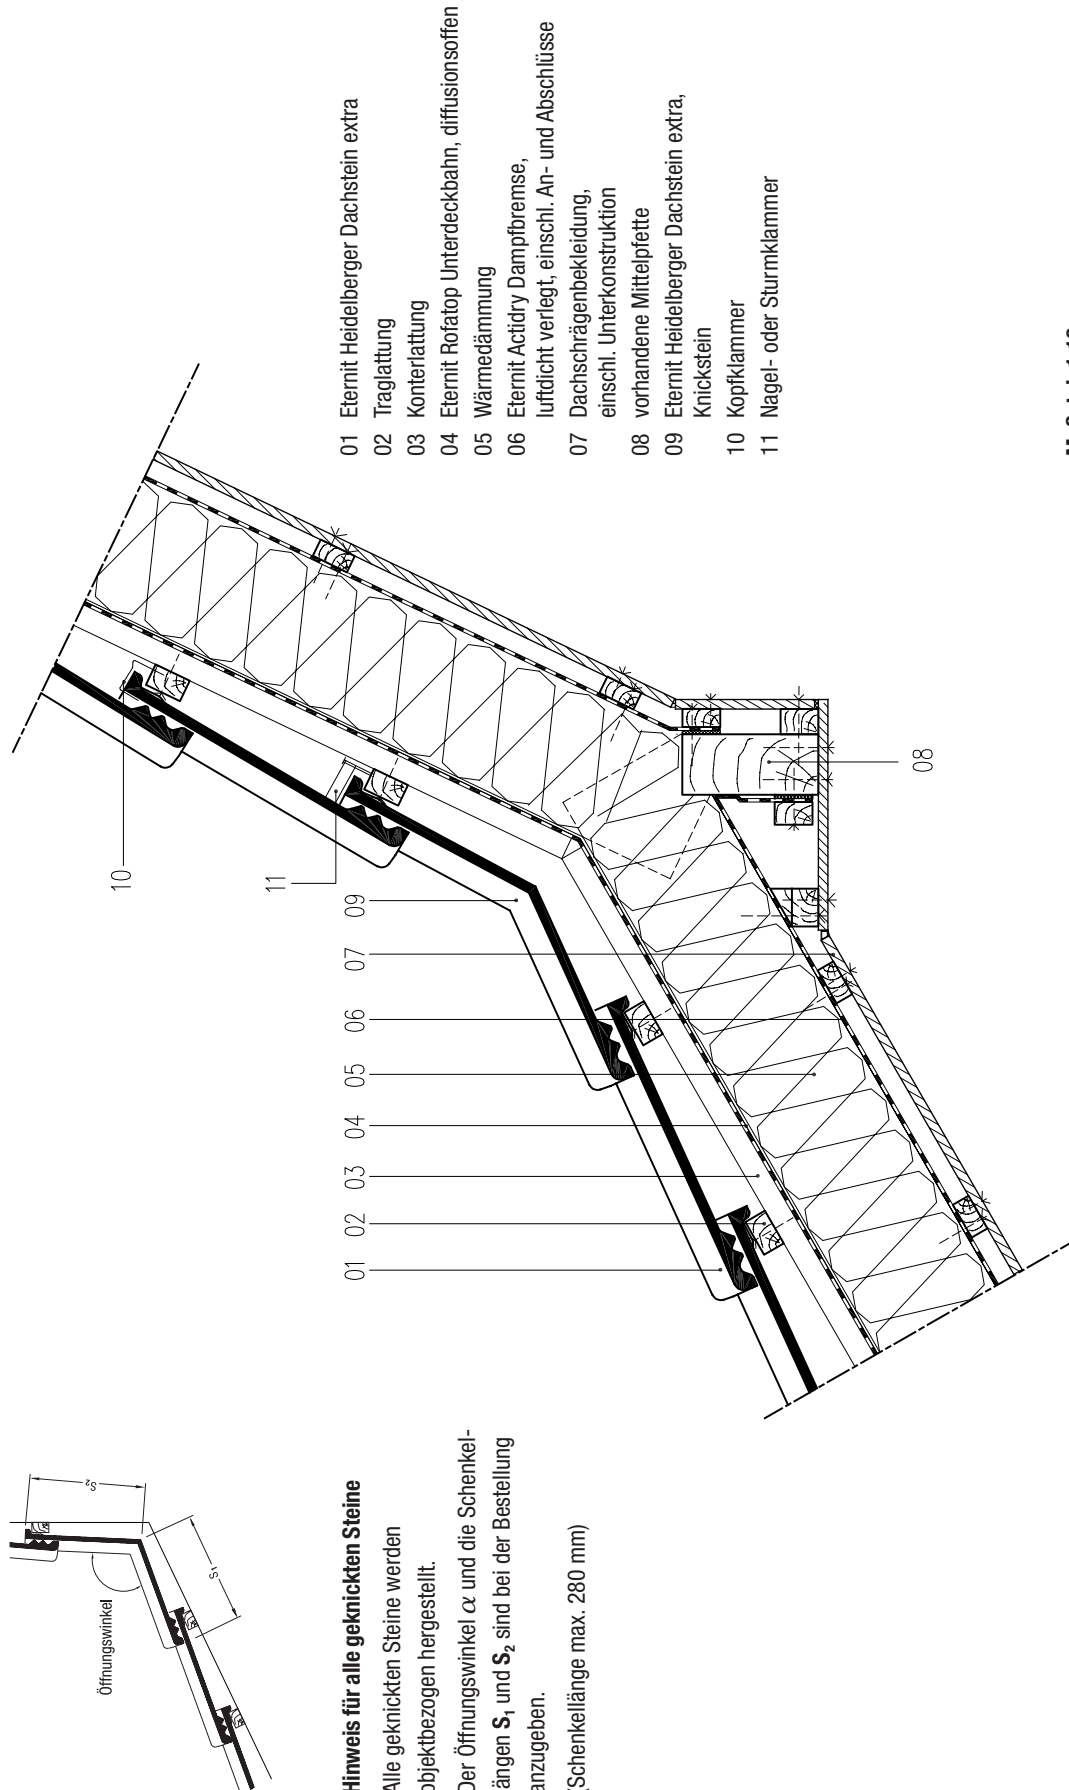 Öffnungswinkel
S₁
S₂
Hinweis für alle geknickten Steine
Alle geknickten Steine werden
objektbezogen hergestellt.
Der Öffnungswinkel α und die Schenkel-
längen S₁ und S₂ sind bei der Bestellung
anzugeben.
(Schenkellänge max. 280 mm)
01
02
03
04
05
06
07
09
11
10
08
01 Eternit Heidelberger Dachstein extra
02 Traglattung
03 Konterlattung
04 Eternit Rofatop Unterdeckbahn, diffusionsoffen
05 Wärmedämmung
06 Eternit Actidry Dampfbremse,
luftdicht verlegt, einschl. An- und Abschlüsse
07 Dachschrägenbekleidung,
einschl. Unterkonstruktion
08 vorhandene Mittelpfette
09 Eternit Heidelberger Dachstein extra,
Knickstein
10 Kopfklammer
11 Nagel- oder Sturmklammer